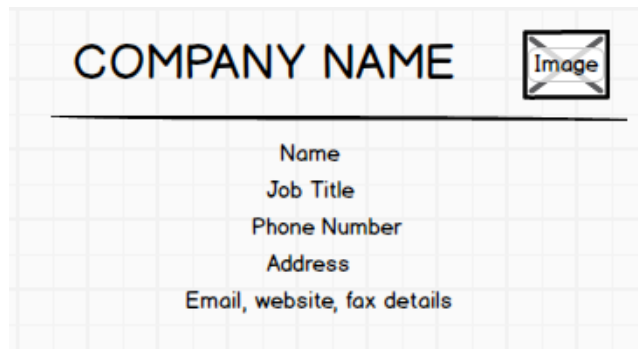 COMPANY NAME
Image
Name
Job Title
Phone Number
Address
Email, website, fax details